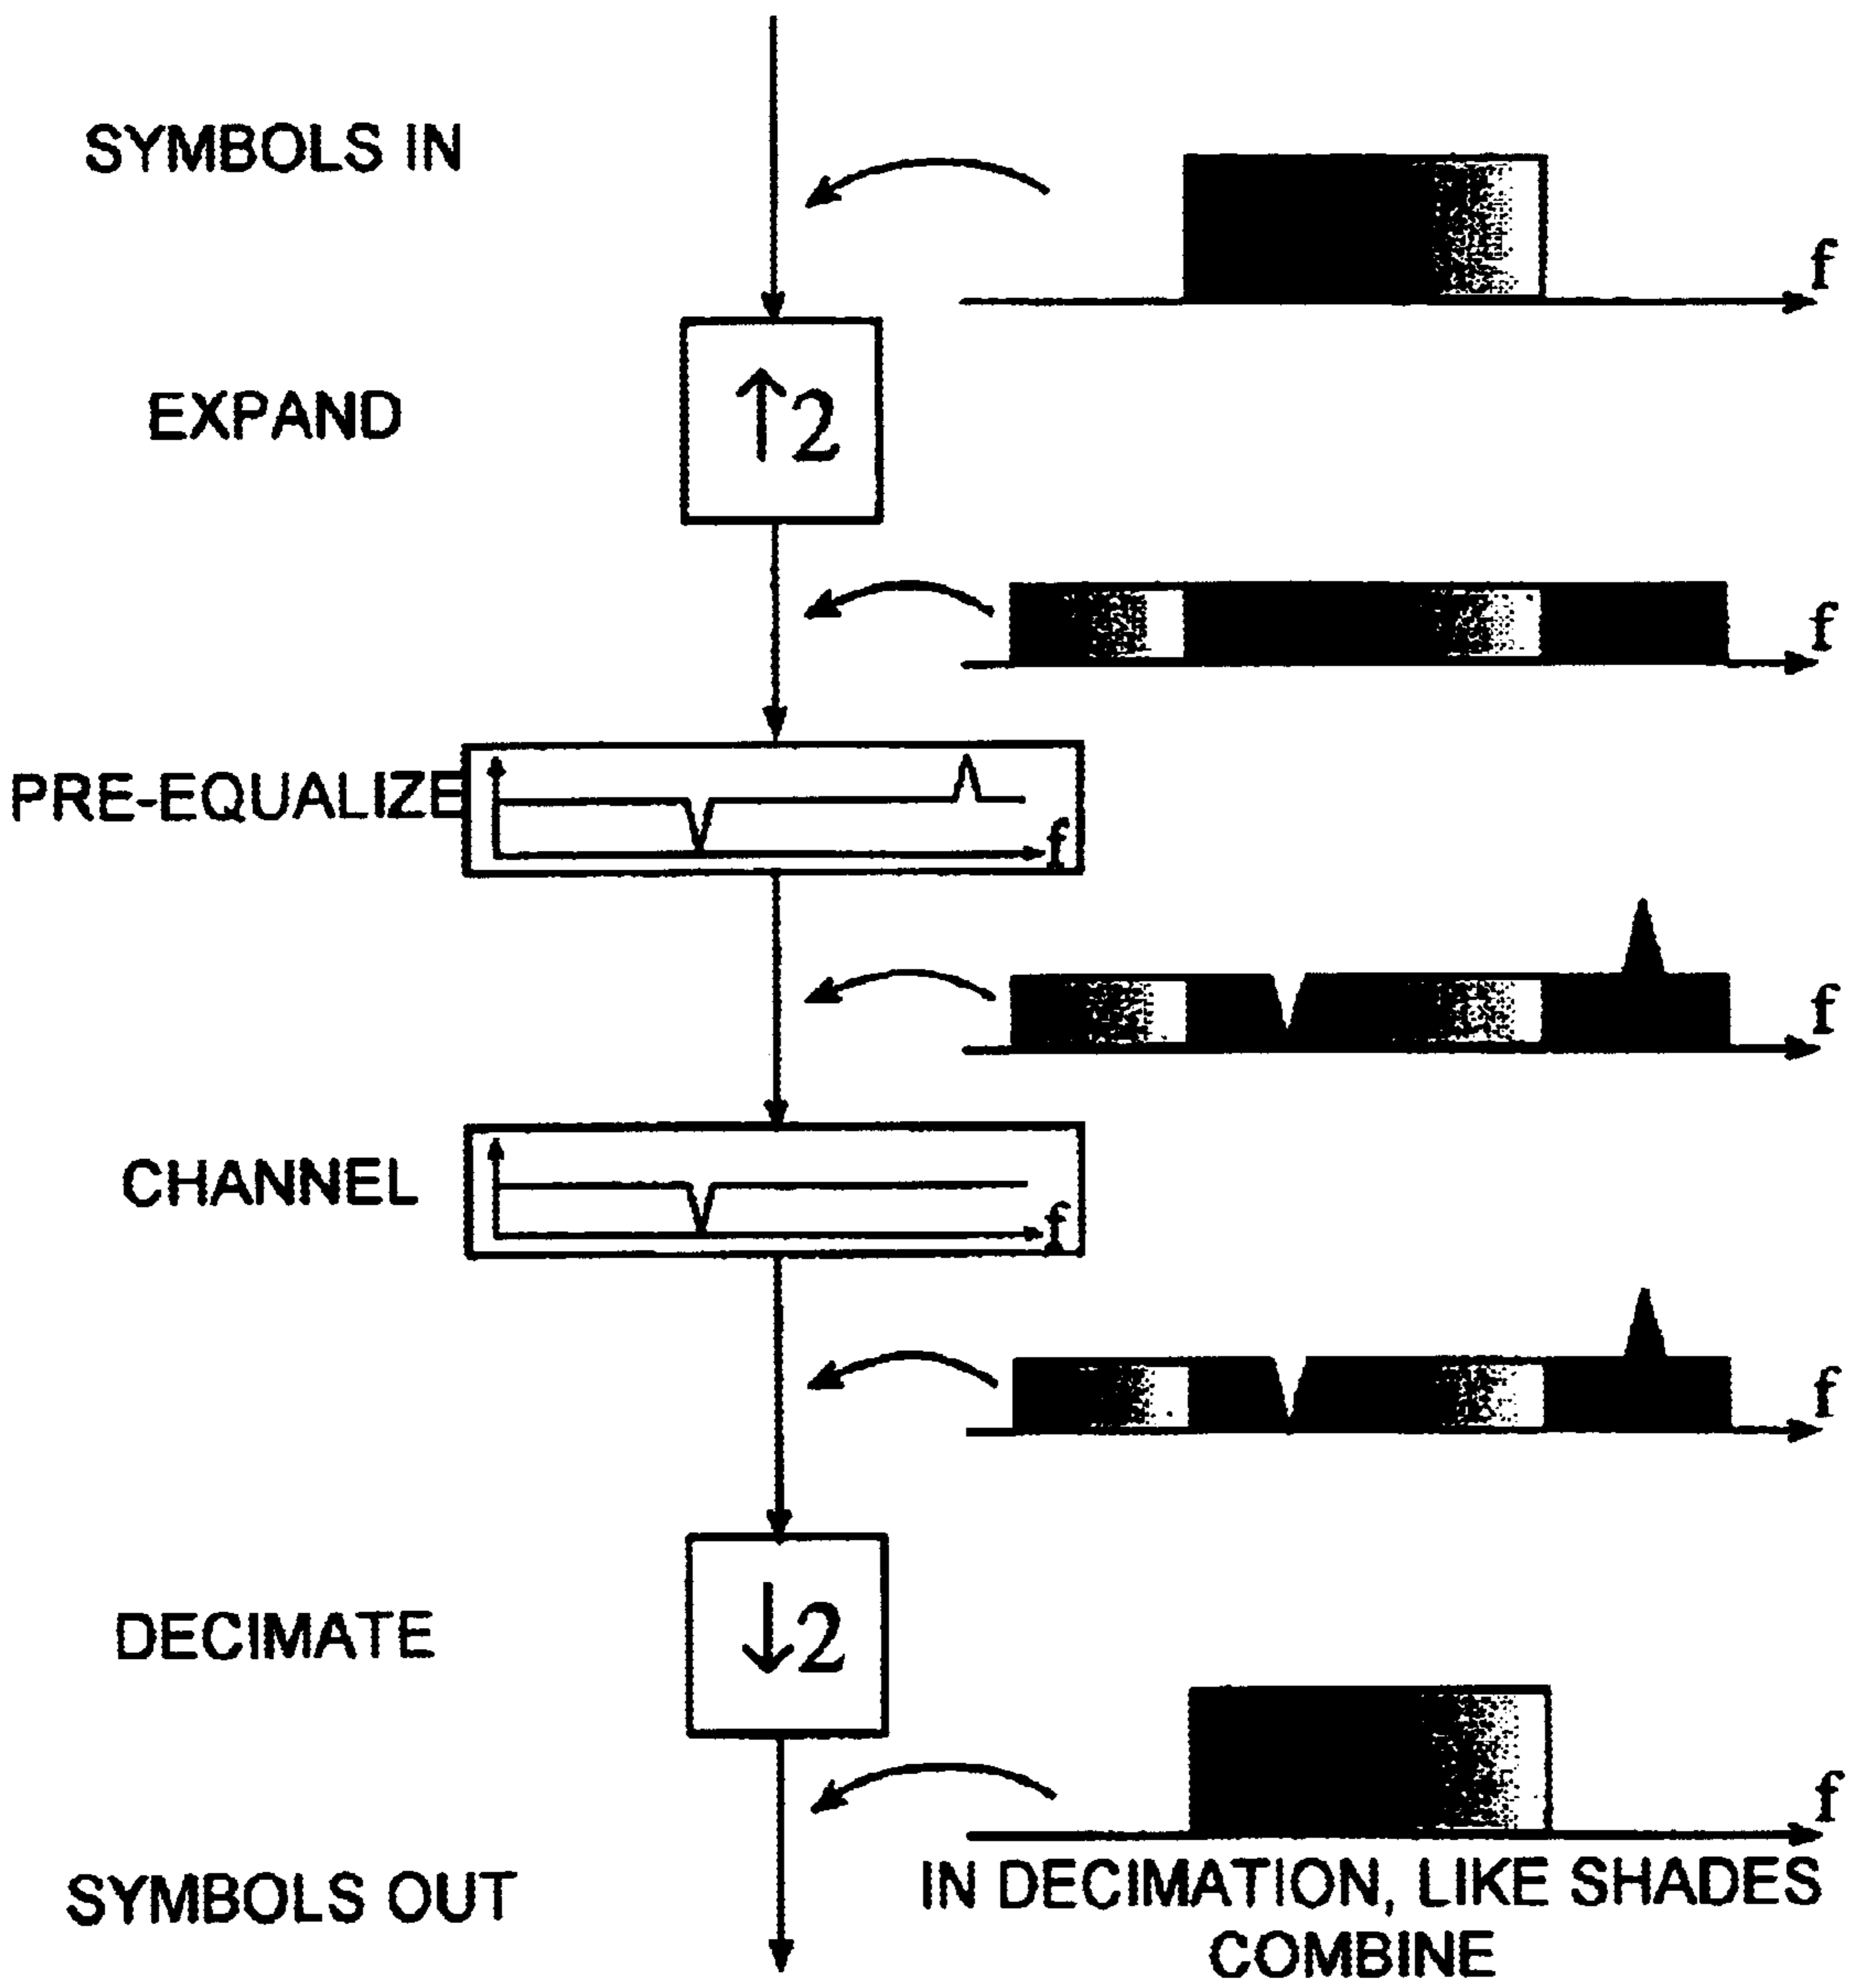 SYMBOLS IN
f
EXPAND
↑2
f
PRE-EQUALIZE
f
f
CHANNEL
f
f
DECIMATE
↓2
f
SYMBOLS OUT
IN DECIMATION, LIKE SHADES
COMBINE